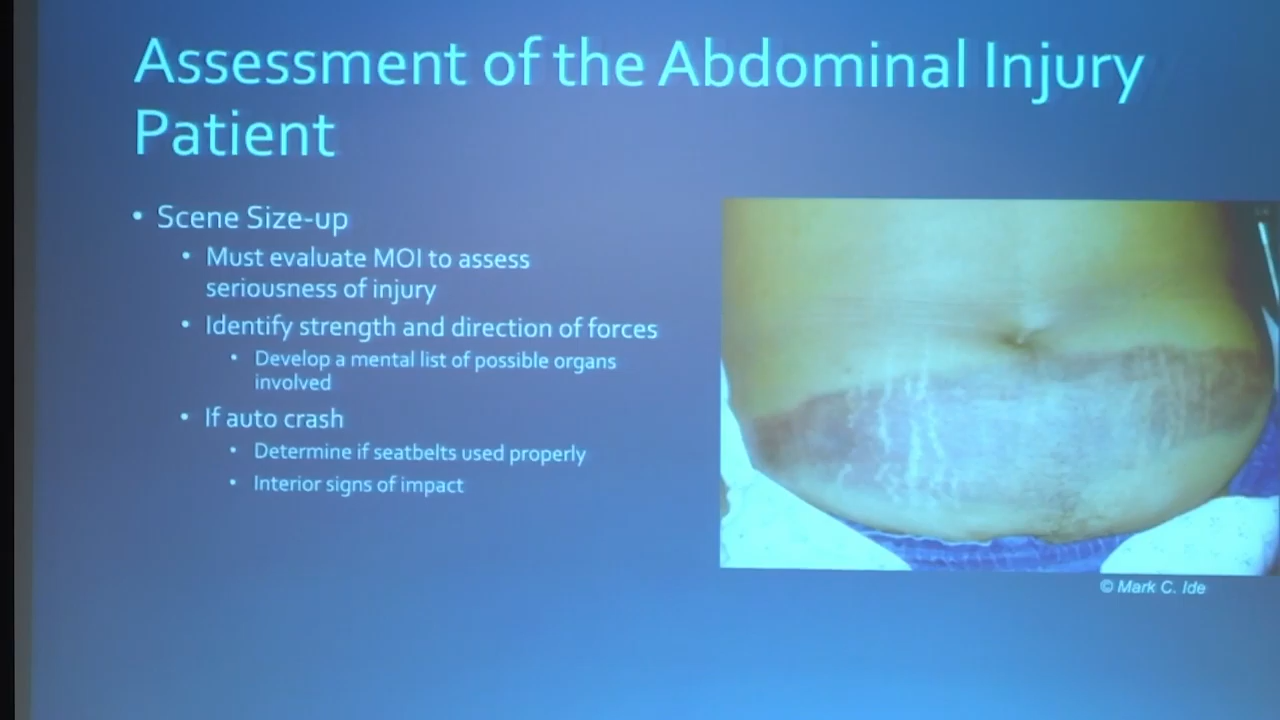 Assessment of the Abdominal Injury
Patient
• Scene Size-up
• Must evaluate MOI to assess
seriousness of injury
• Identify strength and direction of forces
• Develop a mental list of possible organs
involved
• If auto crash
• Determine if seatbelts used properly
• Interior signs of impact
© Mark C. Ide